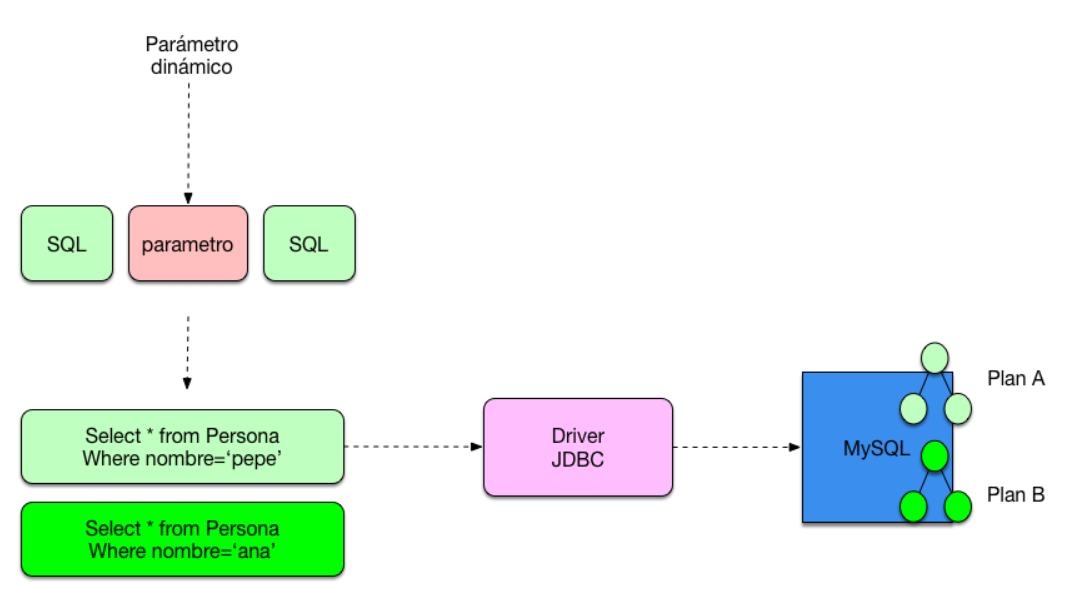 Parámetro
dinámico
SQL
parametro
SQL
Select * from Persona
Where nombre=‘pepe’
Driver
JDBC
MySQL
Plan A
Plan B
Select * from Persona
Where nombre=‘ana’